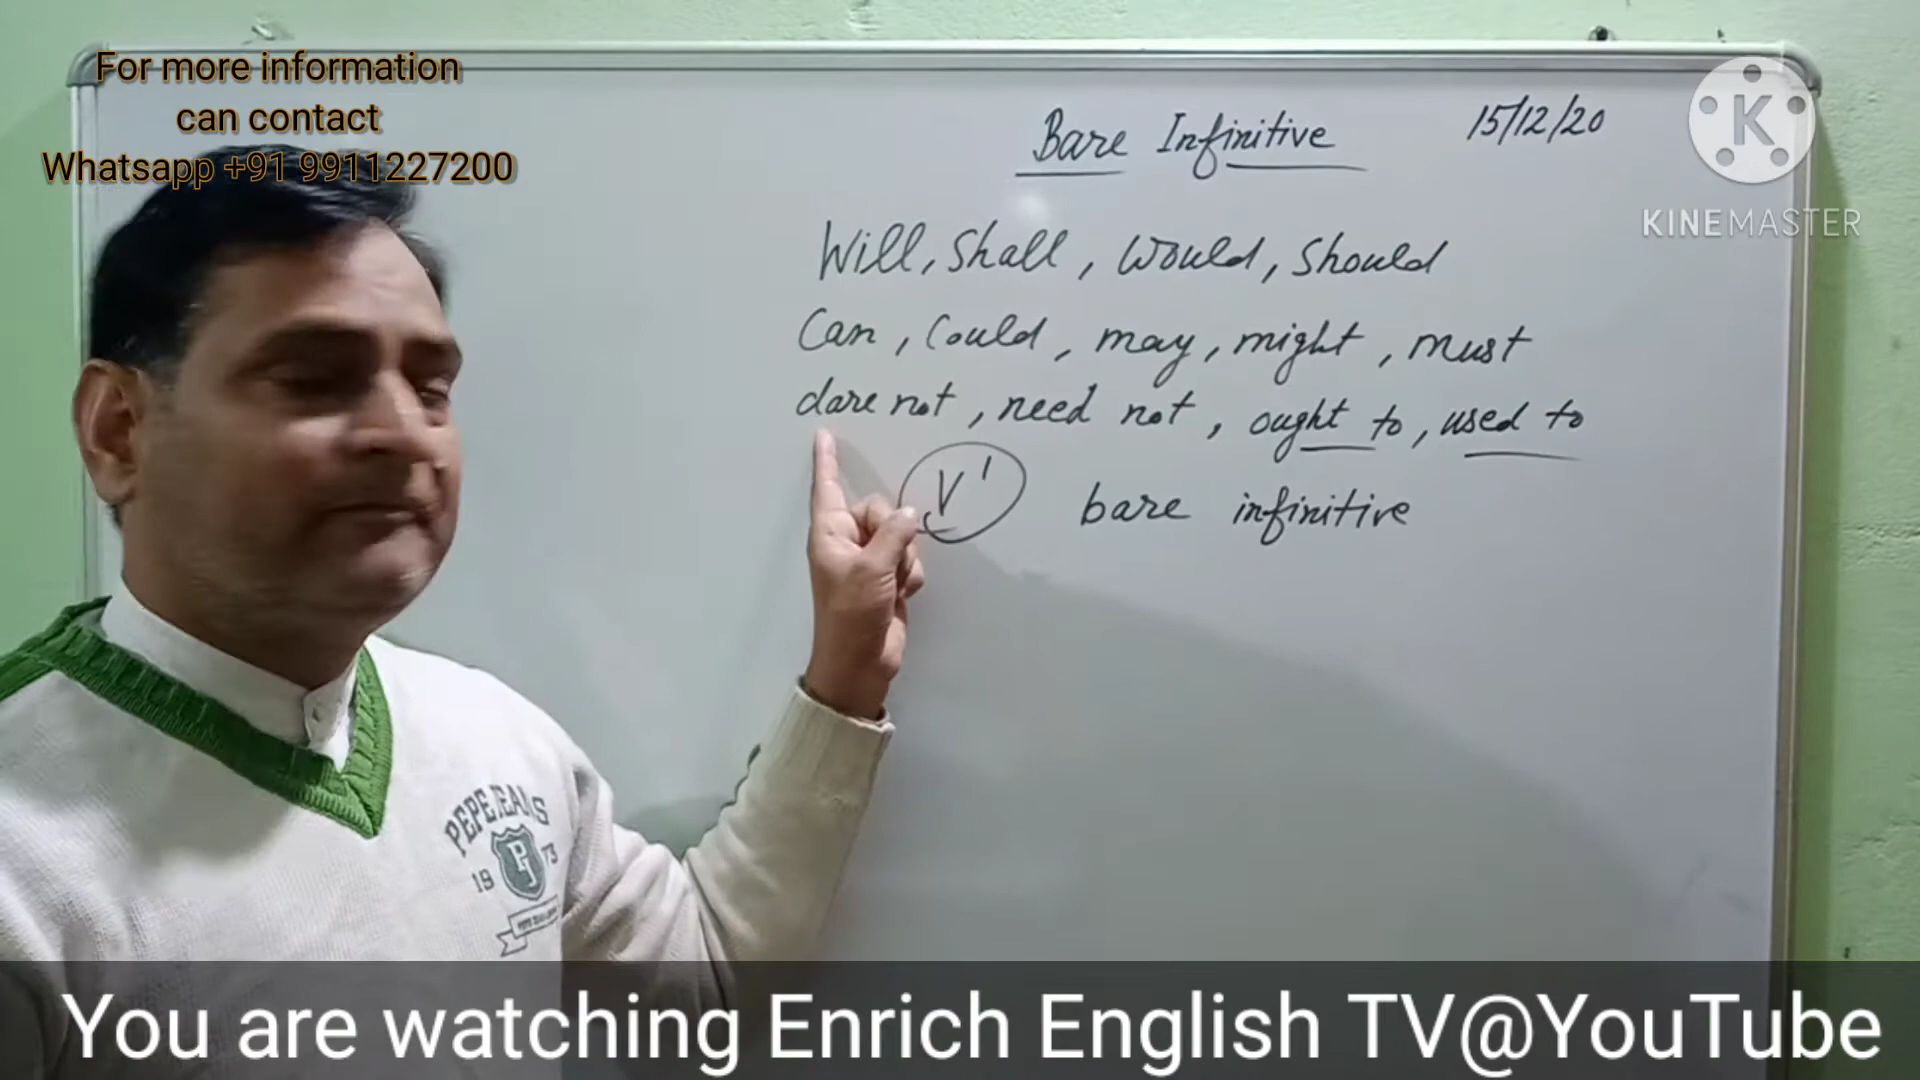 For more information
can contact
Whatsapp +91 9911227200
Bare Infinitive 15/12/20
KINEMASTER
Will, Shall, Would, Should
Can, Could, may, might, must
dare not, need not, ought to, used to
V' bare infinitive
PEPE JEANS
PJ
19 73
You are watching Enrich English TV@YouTube